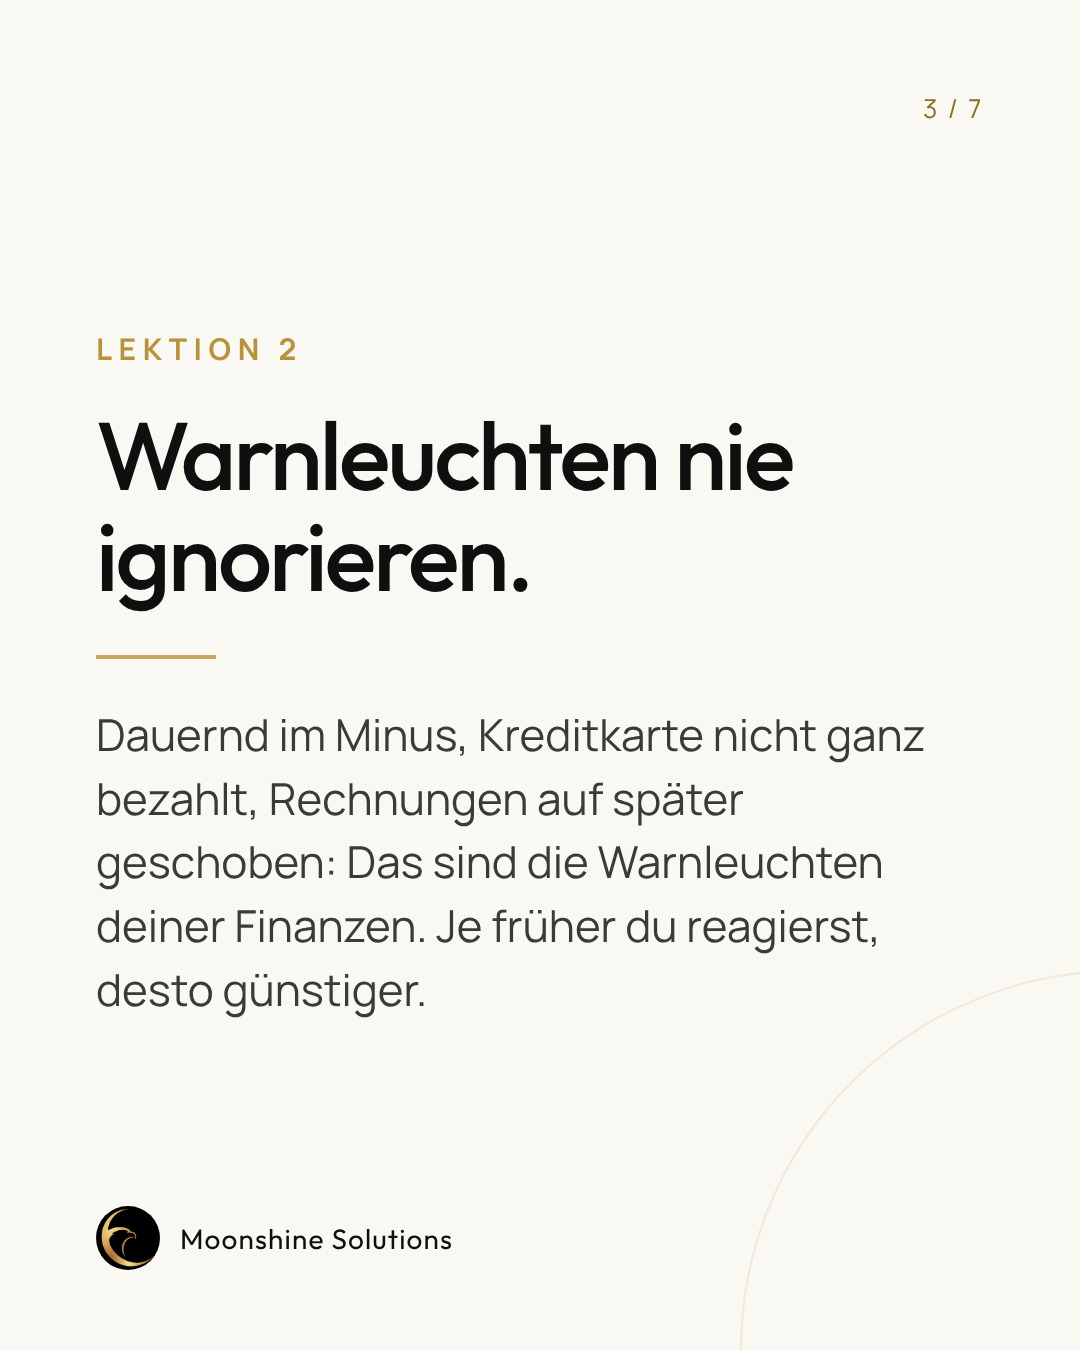 3 / 7
LEKTION 2
Warnleuchten nie
ignorieren.
Dauernd im Minus, Kreditkarte nicht ganz
bezahlt, Rechnungen auf später
geschoben: Das sind die Warnleuchten
deiner Finanzen. Je früher du reagierst,
desto günstiger.
Moonshine Solutions